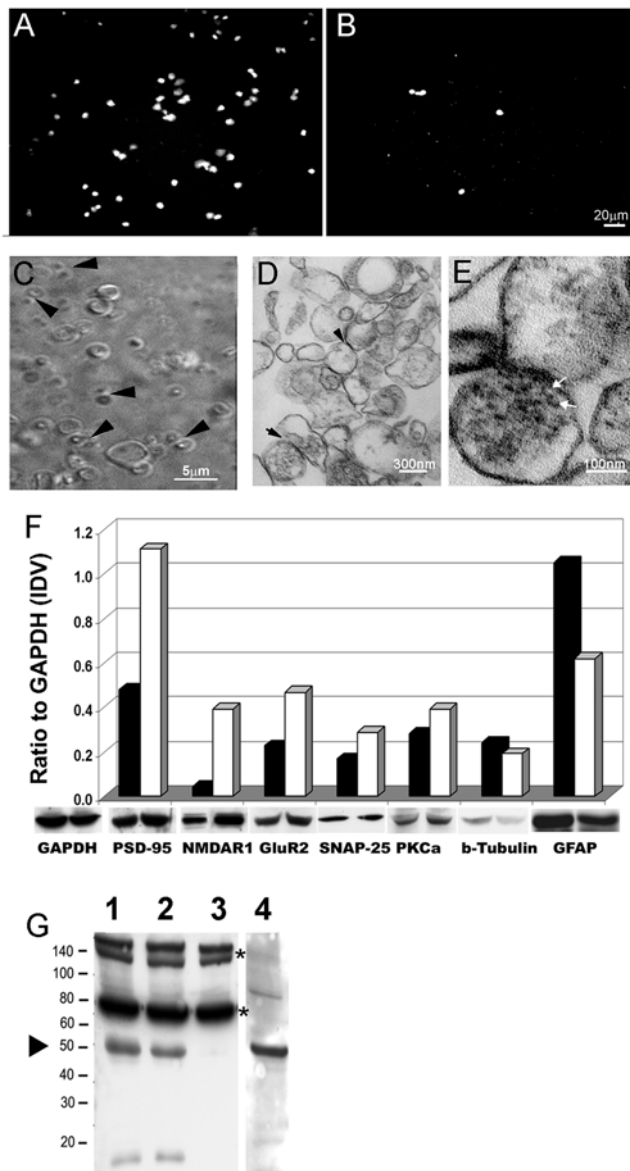 A
B
20μm
C
5μm
D
300nm
E
100nm
F
Ratio to GAPDH (IDV)
1.2
1.0
0.8
0.6
0.4
0.2
0.0
GAPDH PSD-95 NMDAR1 GluR2 SNAP-25 PKCa b-Tubulin GFAP
G
1 2 3 4
140
100
80
60
50
40
30
20
*
*